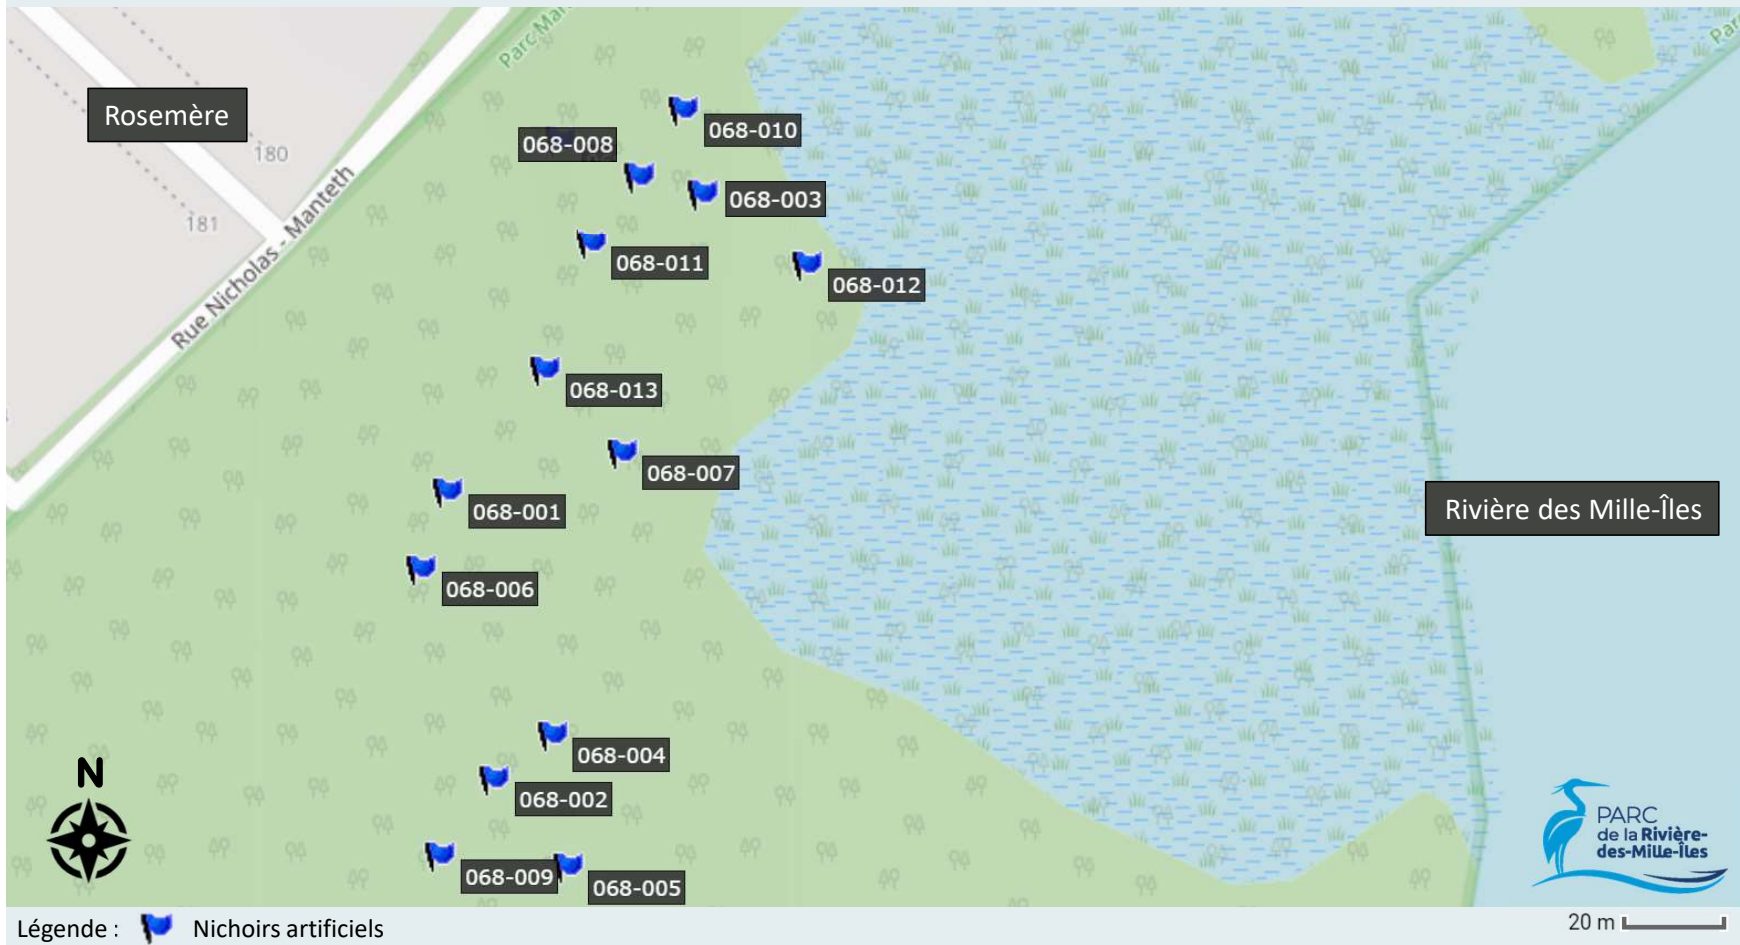 Parc Man
Par
Rosemère
180
181
Rue Nicholas - Manteth
068-010
068-008
068-003
068-011
068-012
068-013
068-007
068-001
068-006
Rivière des Mille-Îles
068-004
068-002
068-009
068-005
N
PARC
de la Rivière-
des-Mille-Îles
Légende : Nichoirs artificiels
20 m